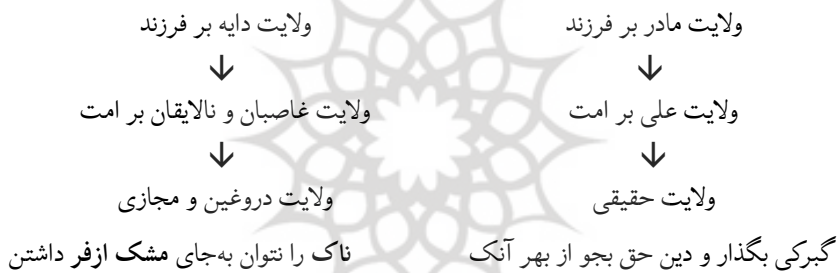 ولایت مادر بر فرزند ولایت دایه بر فرزند
↓ ↓
ولایت علی بر امت ولایت غاصبان و نالایقان بر امت
↓ ↓
ولایت حقیقی ولایت دروغین و مجازی
گبرکی بگذار و دین حق بجو از بهر آنک ناک را نتوان به‌جای مشک ازفر داشتن